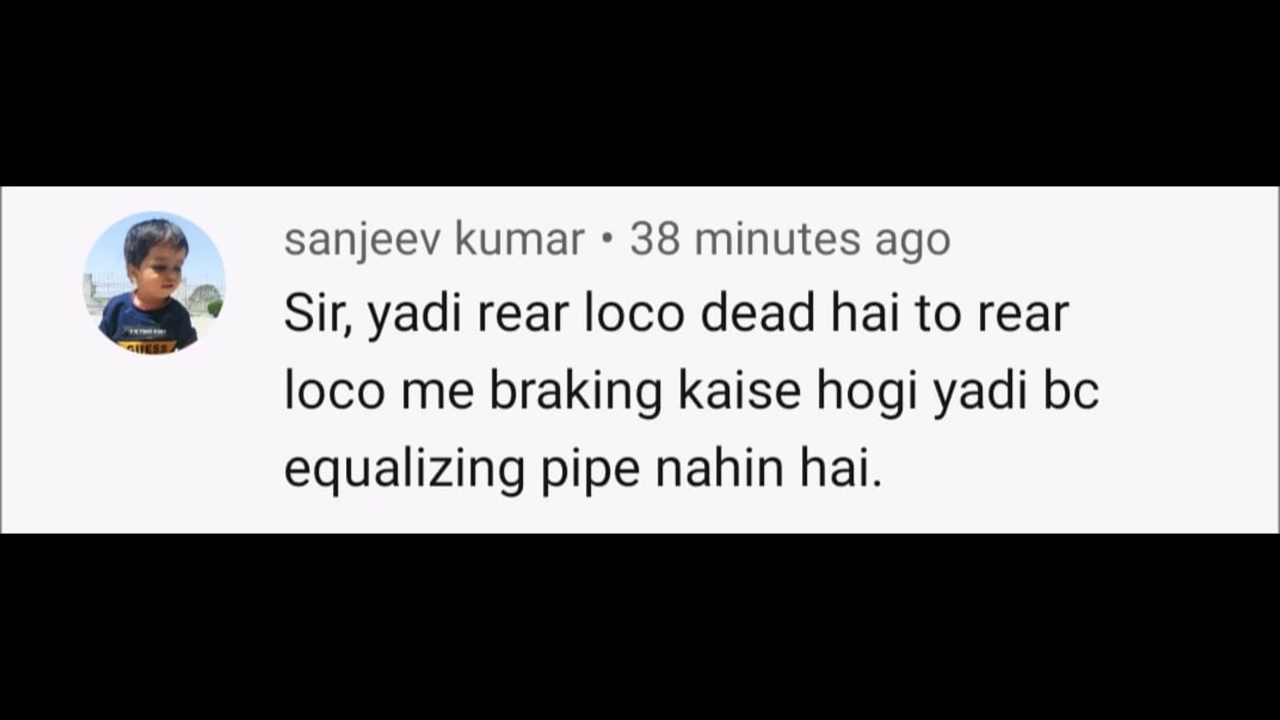 sanjeev kumar • 38 minutes ago
Sir, yadi rear loco dead hai to rear
loco me braking kaise hogi yadi bc
equalizing pipe nahin hai.
GUESS